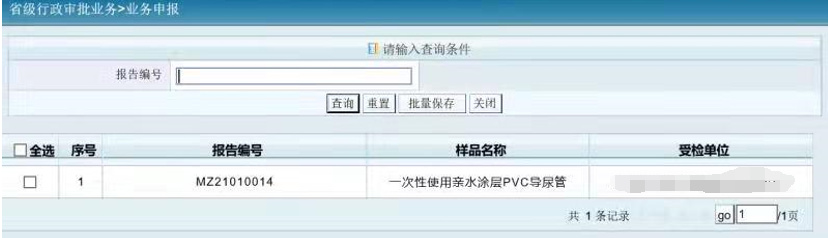 省级行政审批业务>业务申报
请输入查询条件
报告编号
查询 重置 批量保存 关闭
全选 序号 报告编号 样品名称 受检单位
1 MZ21010014 一次性使用亲水涂层PVC导尿管
共 1 条记录 go 1 /1页